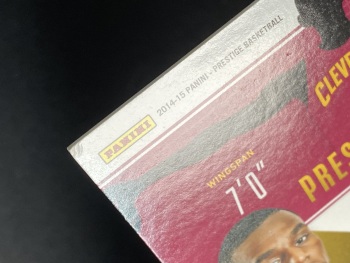 PANINI 2014-15 PANINI - PRESTIGE BASKETBALL
CLEVE
WINGSPAN
7'0"
PRES